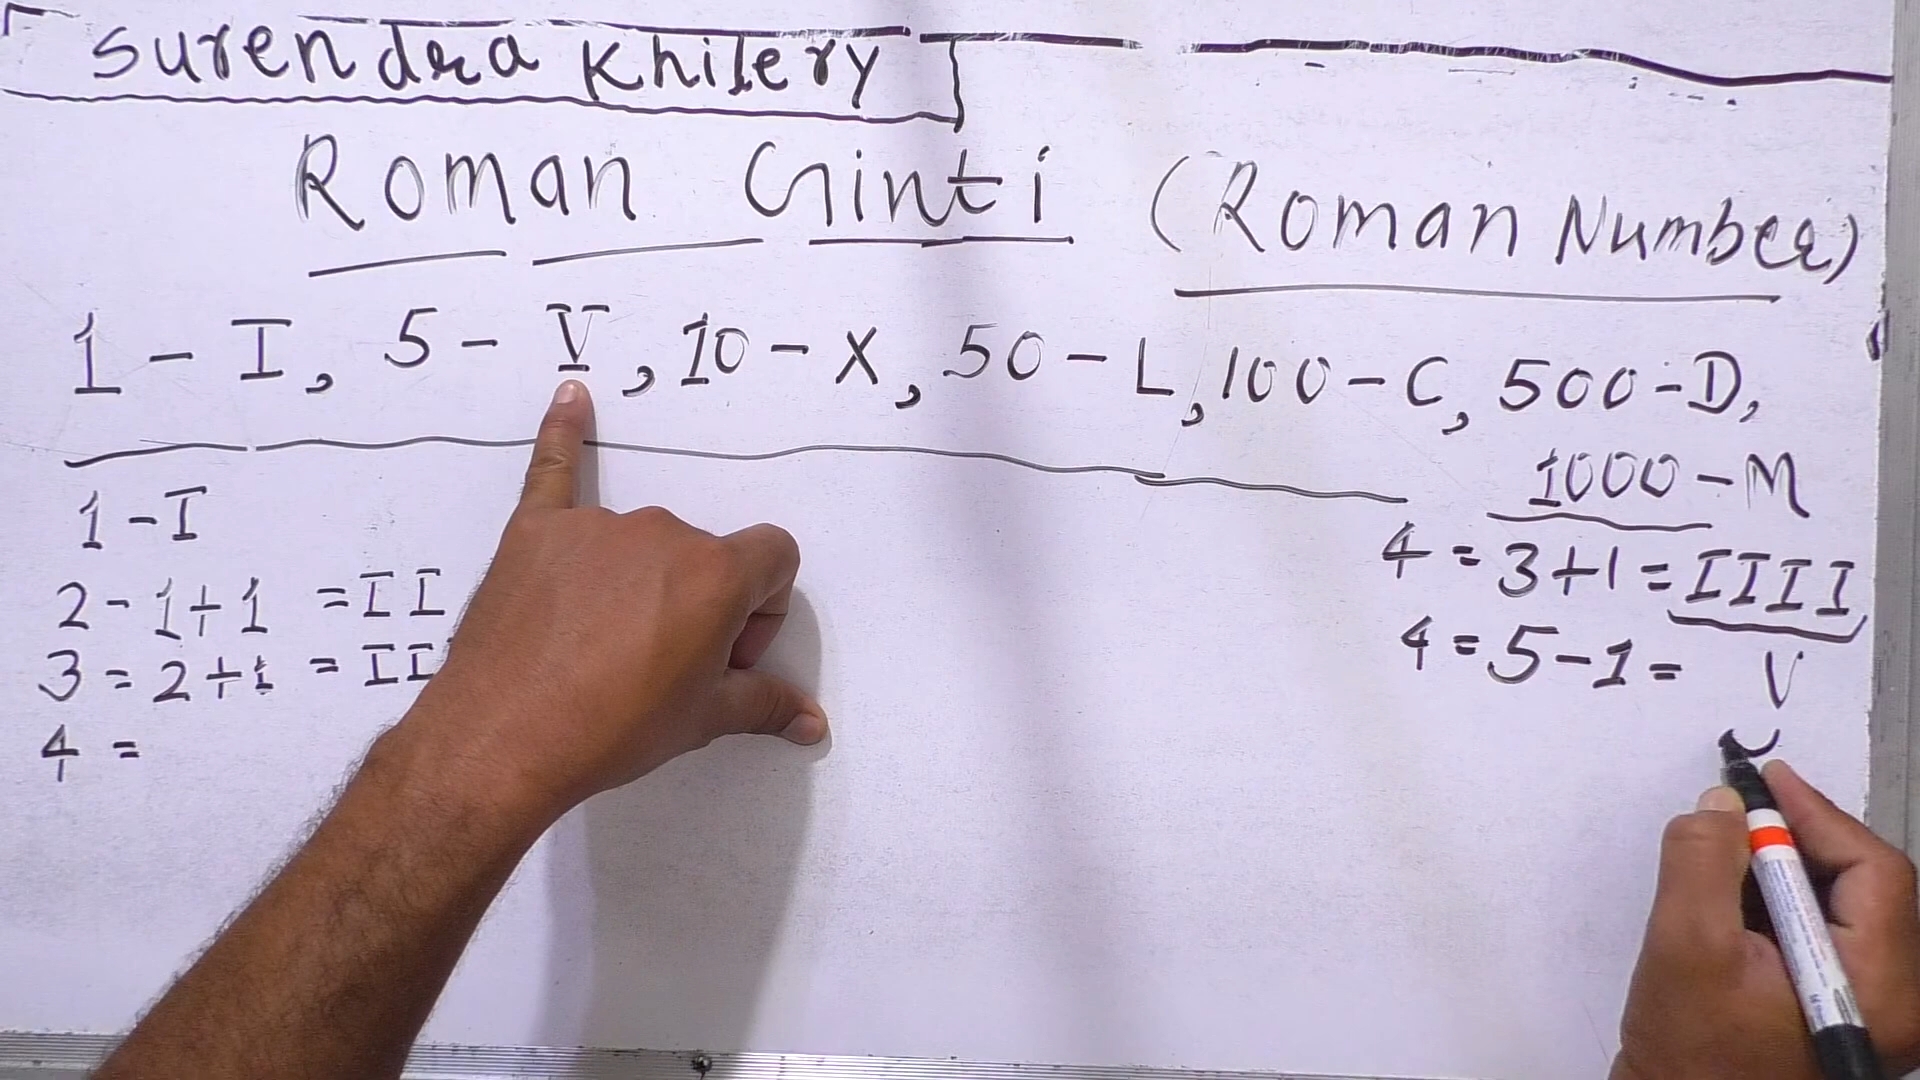 Surendra Khilery
Roman Ginti (Roman Number)
1 - I, 5 - V, 10 - X, 50 - L, 100 - C, 500 - D,
1000 - M
1 - I
2 - 1+1 = II
3 = 2+1 = II
4 =
4 = 3+1 = IIII
4 = 5-1 = V